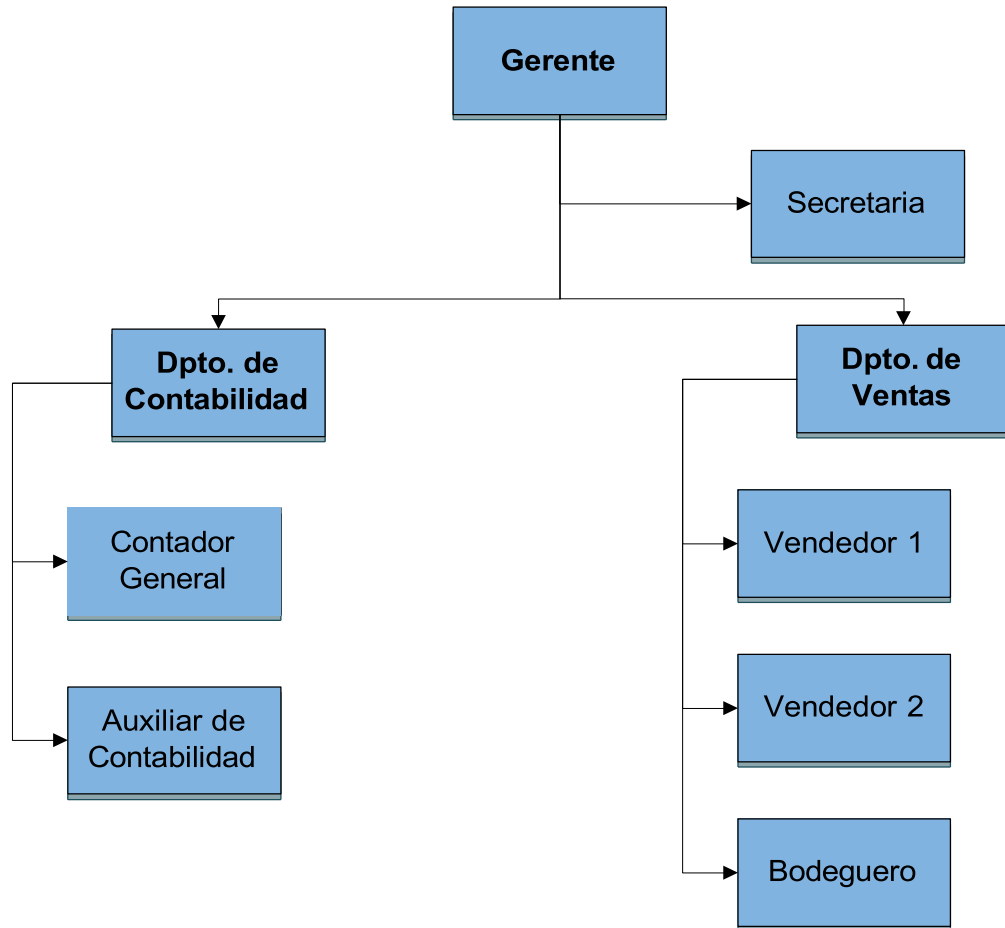 Gerente
Secretaria
Dpto. de
Contabilidad
Dpto. de
Ventas
Contador
General
Auxiliar de
Contabilidad
Vendedor 1
Vendedor 2
Bodeguero